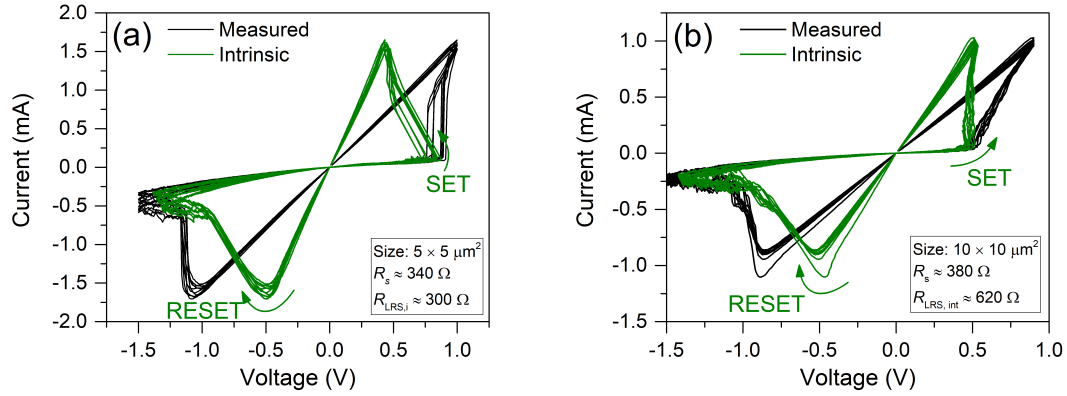 (a)
Measured
Intrinsic
Current (mA)
2.0
1.5
1.0
0.5
0.0
-0.5
-1.0
-1.5
-2.0
SET
RESET
Size: 5 × 5 μm²
Rₛ ≈ 340 Ω
R_LRS,i ≈ 300 Ω
-1.5 -1.0 -0.5 0.0 0.5 1.0
Voltage (V)
(b)
Measured
Intrinsic
Current (mA)
1.0
0.5
0.0
-0.5
-1.0
-1.5
SET
RESET
Size: 10 × 10 μm²
Rₛ ≈ 380 Ω
R_LRS, int ≈ 620 Ω
-1.5 -1.0 -0.5 0.0 0.5 1.0
Voltage (V)